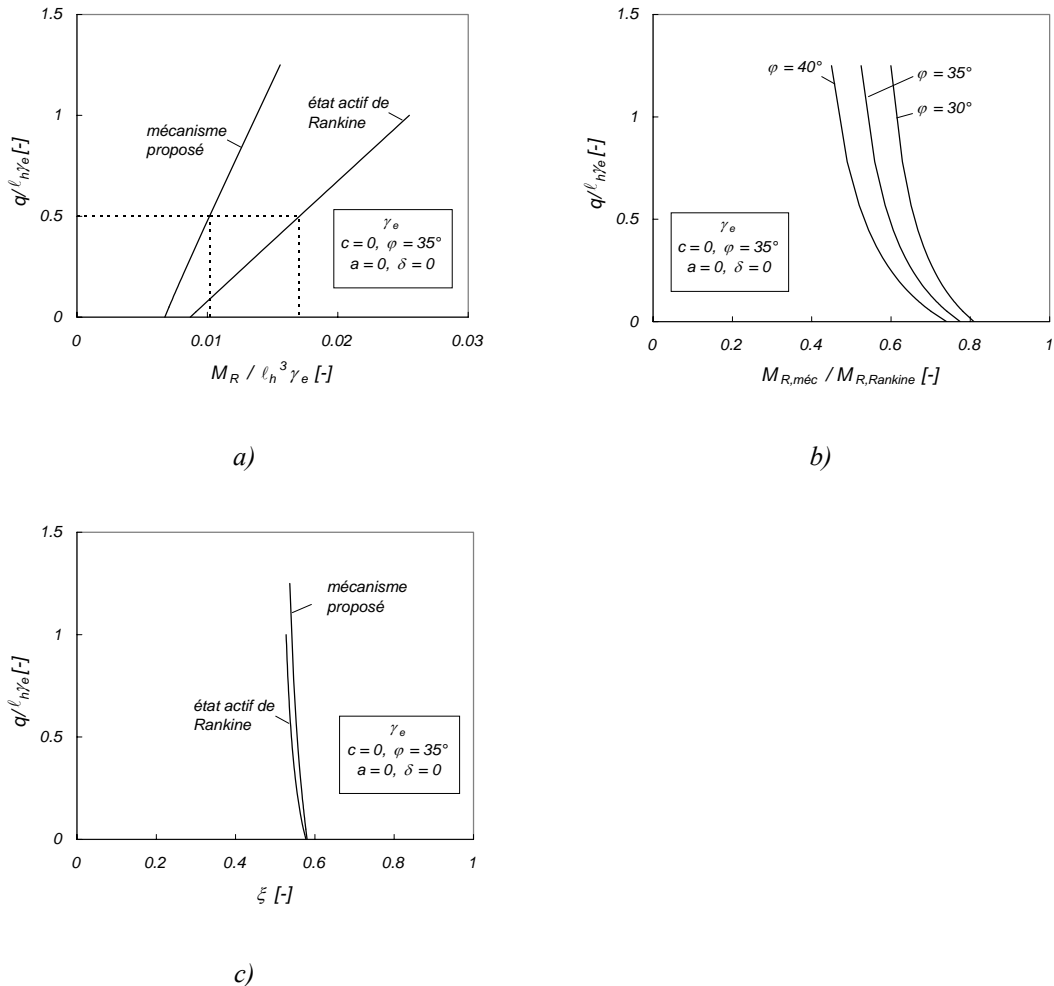 1.5
1
0.5
0
q/ℓhγe [-]
mécanisme
proposé
état actif de
Rankine
γe
c = 0, φ = 35°
a = 0, δ = 0
0
0.01
0.02
0.03
MR / ℓh³ γe [-]
a)
1.5
1
0.5
0
q/ℓhγe [-]
φ = 40°
φ = 35°
φ = 30°
γe
c = 0, φ = 35°
a = 0, δ = 0
0
0.2
0.4
0.6
0.8
1
MR,méc / MR,Rankine [-]
b)
1.5
1
0.5
0
q/ℓhγe [-]
mécanisme
proposé
état actif de
Rankine
γe
c = 0, φ = 35°
a = 0, δ = 0
0
0.2
0.4
0.6
0.8
1
ξ [-]
c)